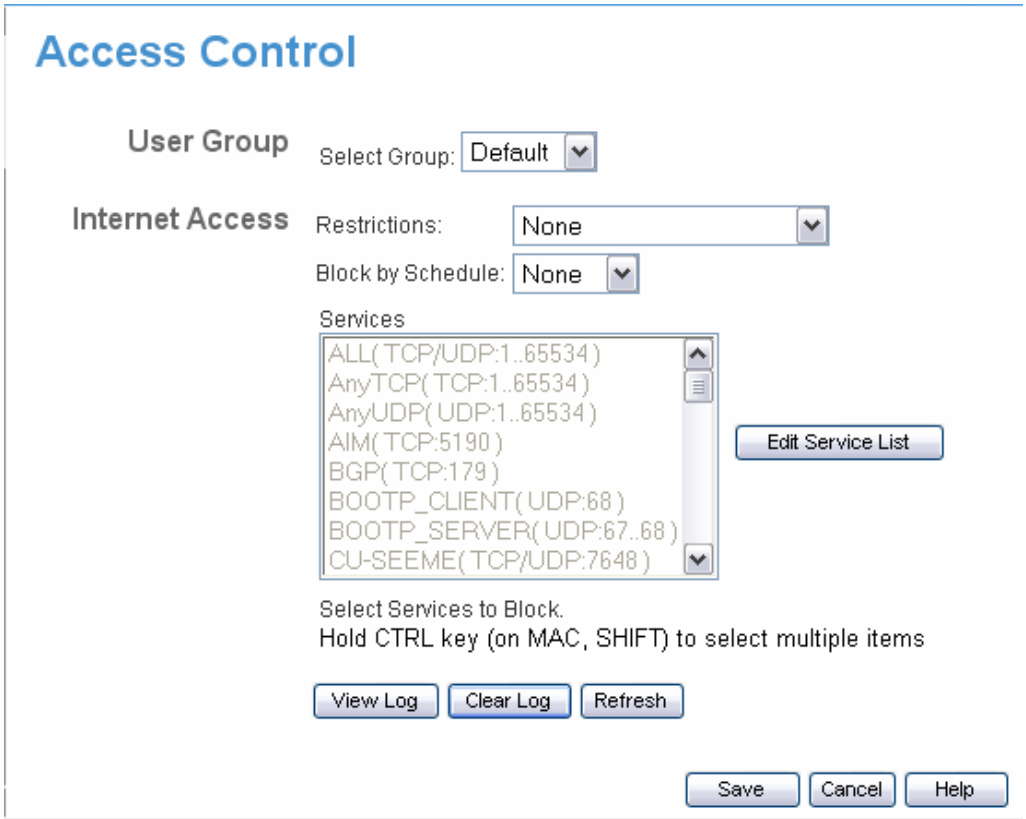 Access Control
User Group
Select Group: Default
Internet Access
Restrictions: None
Block by Schedule: None
Services
ALL(TCP/UDP:1..65534)
AnyTCP(TCP:1..65534)
AnyUDP(UDP:1..65534)
AIM(TCP:5190)
BGP(TCP:179)
BOOTP_CLIENT(UDP:68)
BOOTP_SERVER(UDP:67..68)
CU-SEEME(TCP/UDP:7648)
Edit Service List
Select Services to Block.
Hold CTRL key (on MAC, SHIFT) to select multiple items
View Log Clear Log Refresh
Save Cancel Help